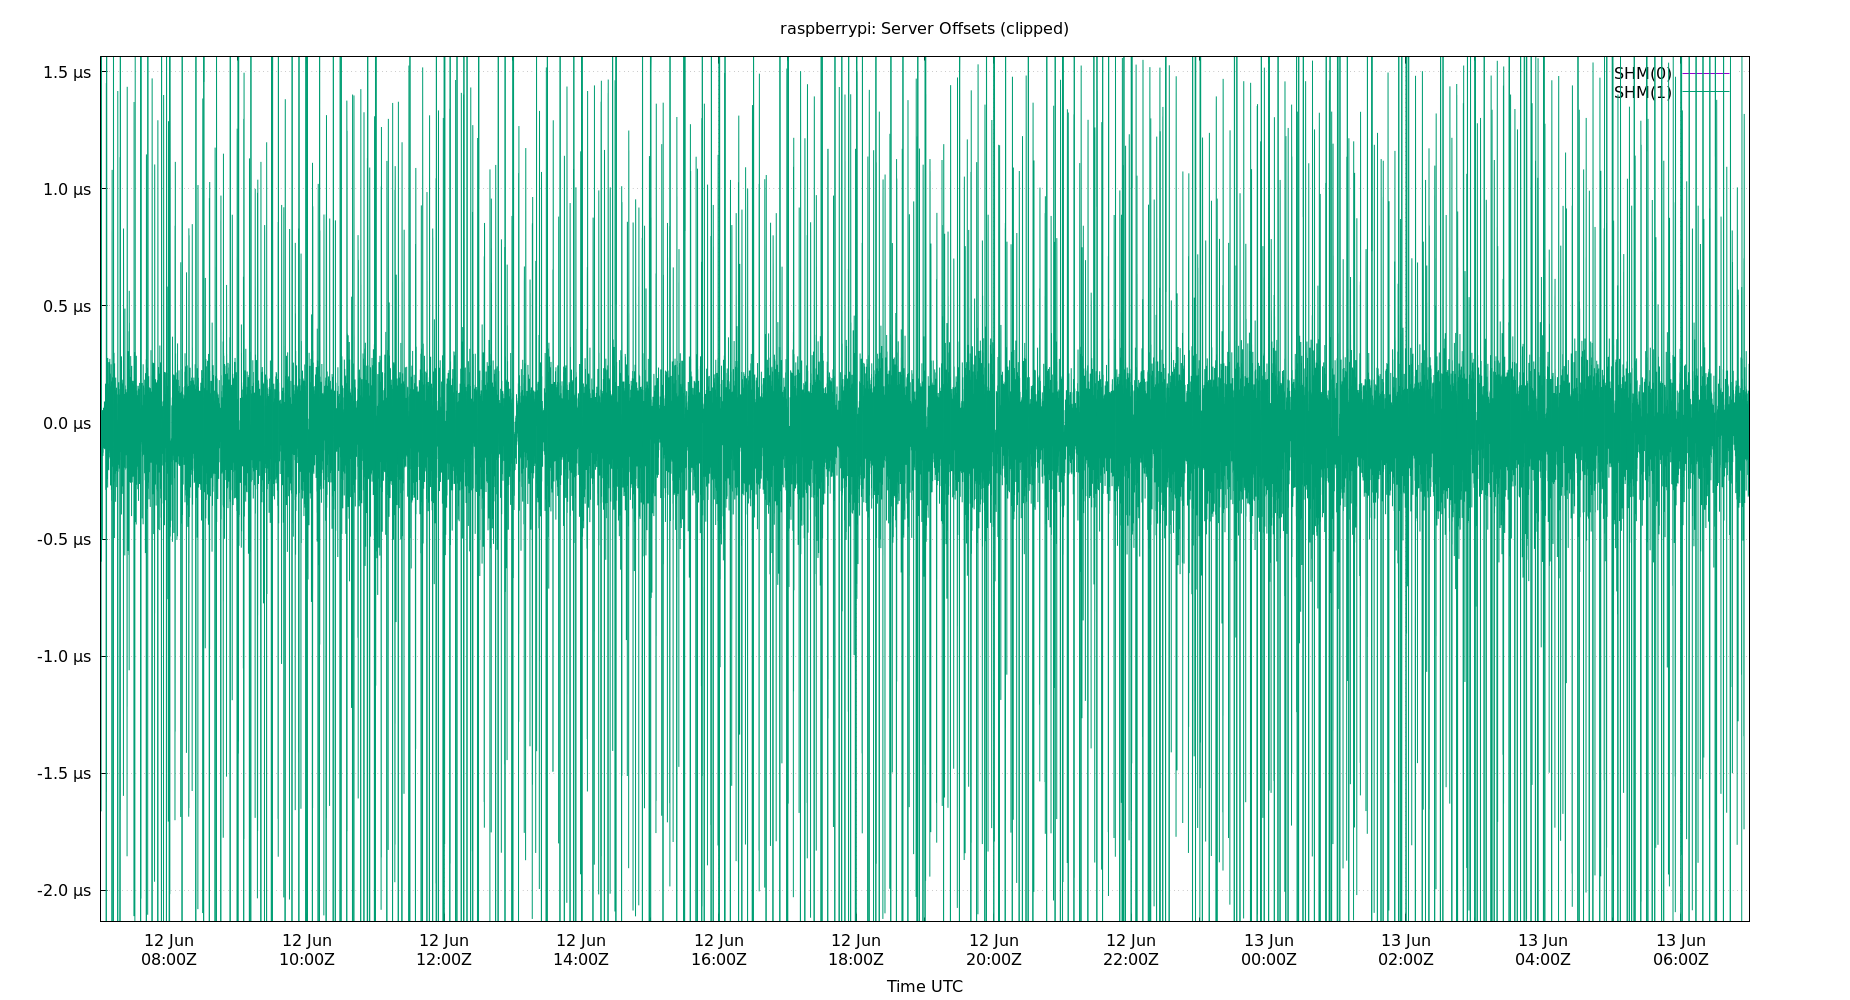 raspberrypi: Server Offsets (clipped)
SHM(0)
SHM(1)
1.5 μs
1.0 μs
0.5 μs
0.0 μs
-0.5 μs
-1.0 μs
-1.5 μs
-2.0 μs
12 Jun 12 Jun 12 Jun 12 Jun 12 Jun 12 Jun 12 Jun 12 Jun 13 Jun 13 Jun 13 Jun 13 Jun
08:00Z 10:00Z 12:00Z 14:00Z 16:00Z 18:00Z 20:00Z 22:00Z 00:00Z 02:00Z 04:00Z 06:00Z
Time UTC